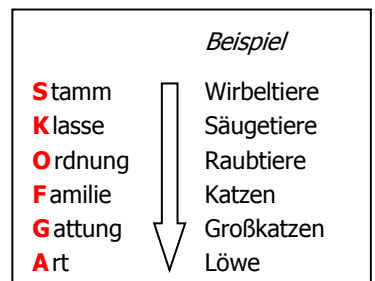 Beispiel
Stamm Wirbeltiere
Klasse Säugetiere
Ordnung Raubtiere
Familie Katzen
Gattung Großkatzen
Art Löwe